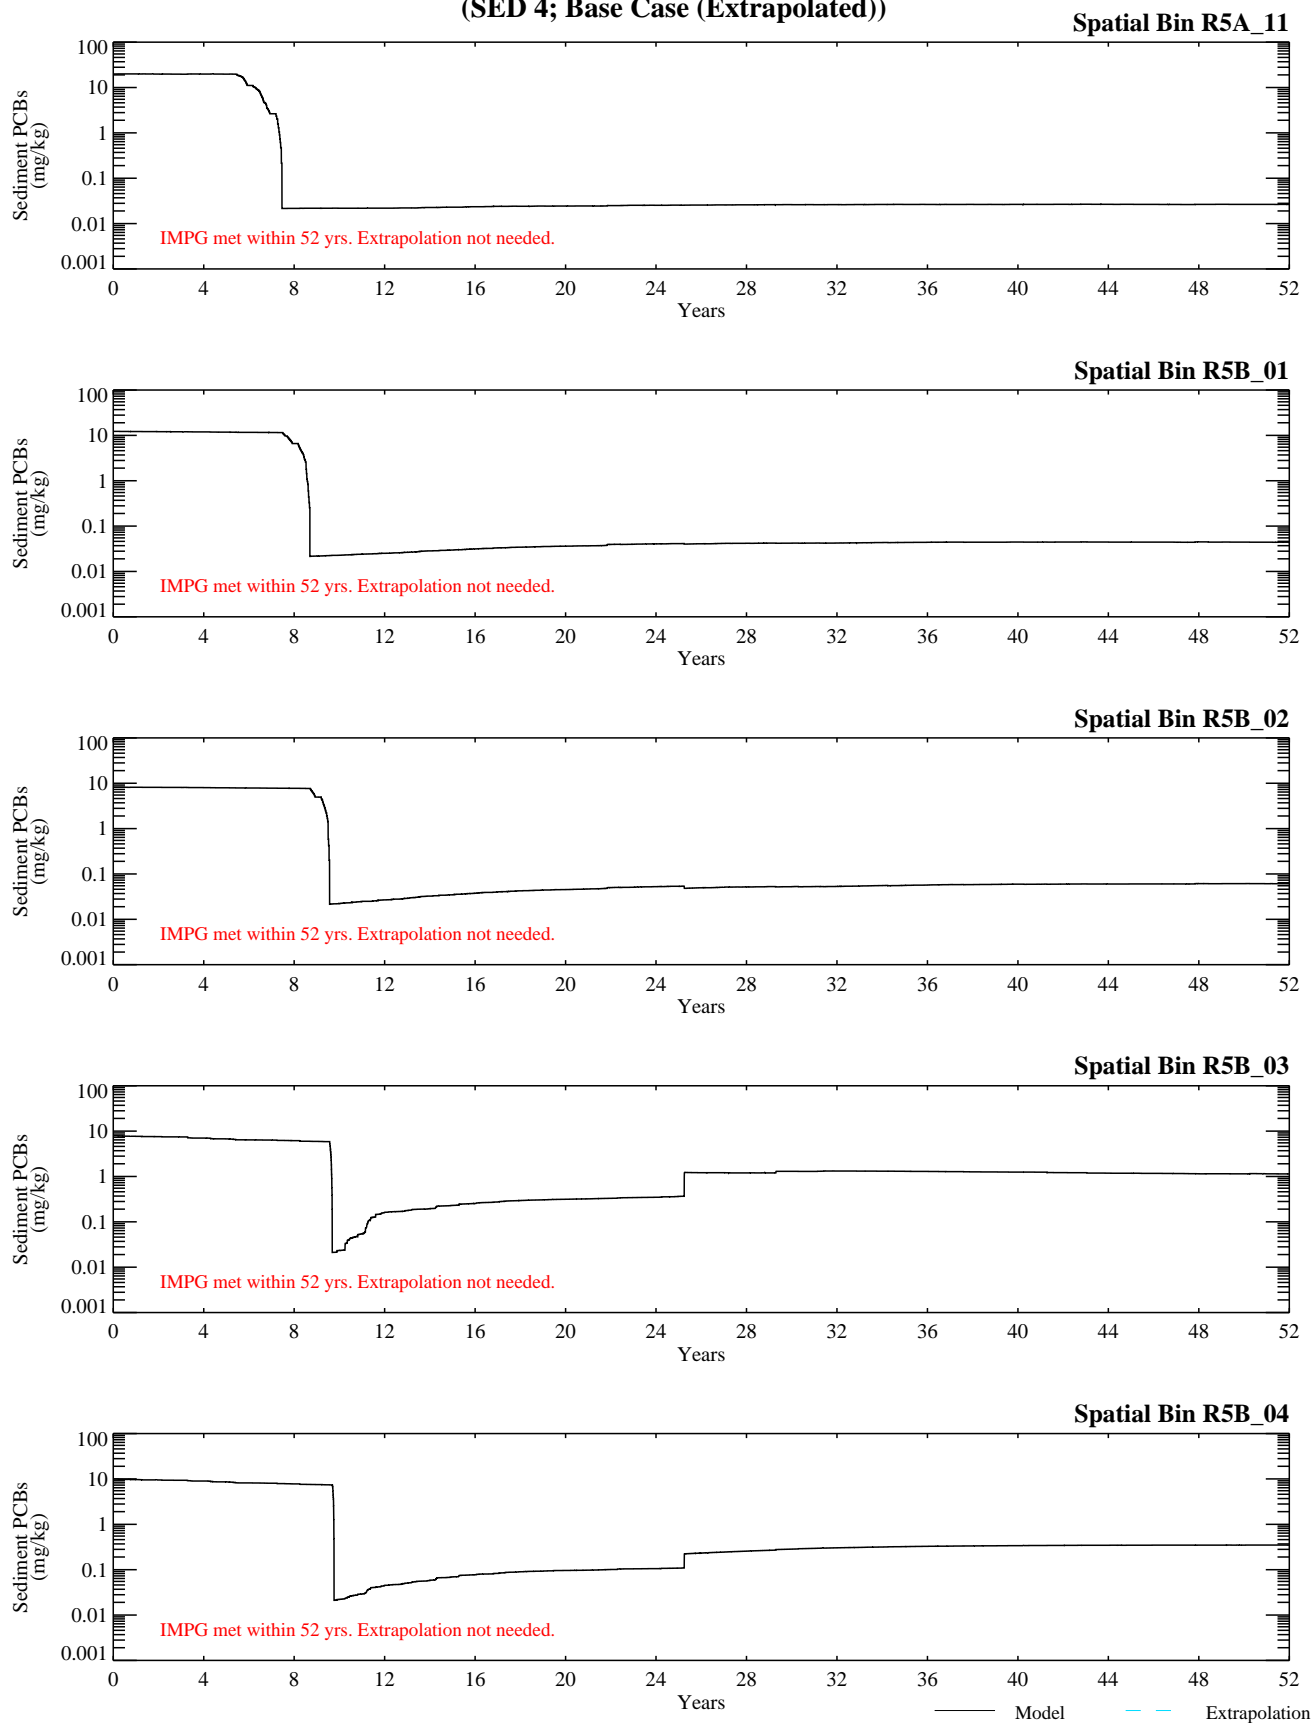 (SED 4; Base Case (Extrapolated))
Spatial Bin R5A_11
100
10
1
0.1
0.01
0.001
Sediment PCBs
(mg/kg)
IMPG met within 52 yrs. Extrapolation not needed.
0 4 8 12 16 20 24 28 32 36 40 44 48 52
Years
Spatial Bin R5B_01
100
10
1
0.1
0.01
0.001
Sediment PCBs
(mg/kg)
IMPG met within 52 yrs. Extrapolation not needed.
0 4 8 12 16 20 24 28 32 36 40 44 48 52
Years
Spatial Bin R5B_02
100
10
1
0.1
0.01
0.001
Sediment PCBs
(mg/kg)
IMPG met within 52 yrs. Extrapolation not needed.
0 4 8 12 16 20 24 28 32 36 40 44 48 52
Years
Spatial Bin R5B_03
100
10
1
0.1
0.01
0.001
Sediment PCBs
(mg/kg)
IMPG met within 52 yrs. Extrapolation not needed.
0 4 8 12 16 20 24 28 32 36 40 44 48 52
Years
Spatial Bin R5B_04
100
10
1
0.1
0.01
0.001
Sediment PCBs
(mg/kg)
IMPG met within 52 yrs. Extrapolation not needed.
0 4 8 12 16 20 24 28 32 36 40 44 48 52
Years
Model Extrapolation